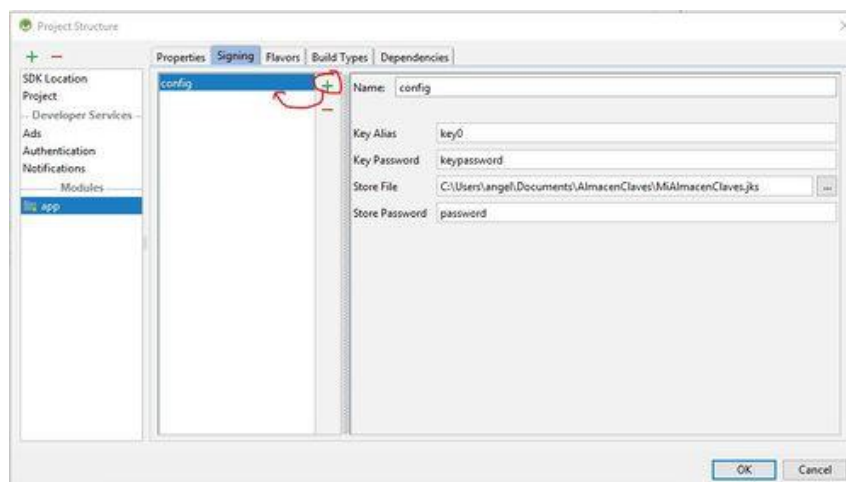 Project Structure
Properties Signing Flavors Build Types Dependencies
SDK Location
Project
Developer Services
Ads
Authentication
Notifications
Modules
app
config
Name: config
Key Alias key0
Key Password keypassword
Store File C:\Users\angel\Documents\AlmacenClaves\MiAlmacenClaves.jks ...
Store Password password
OK Cancel